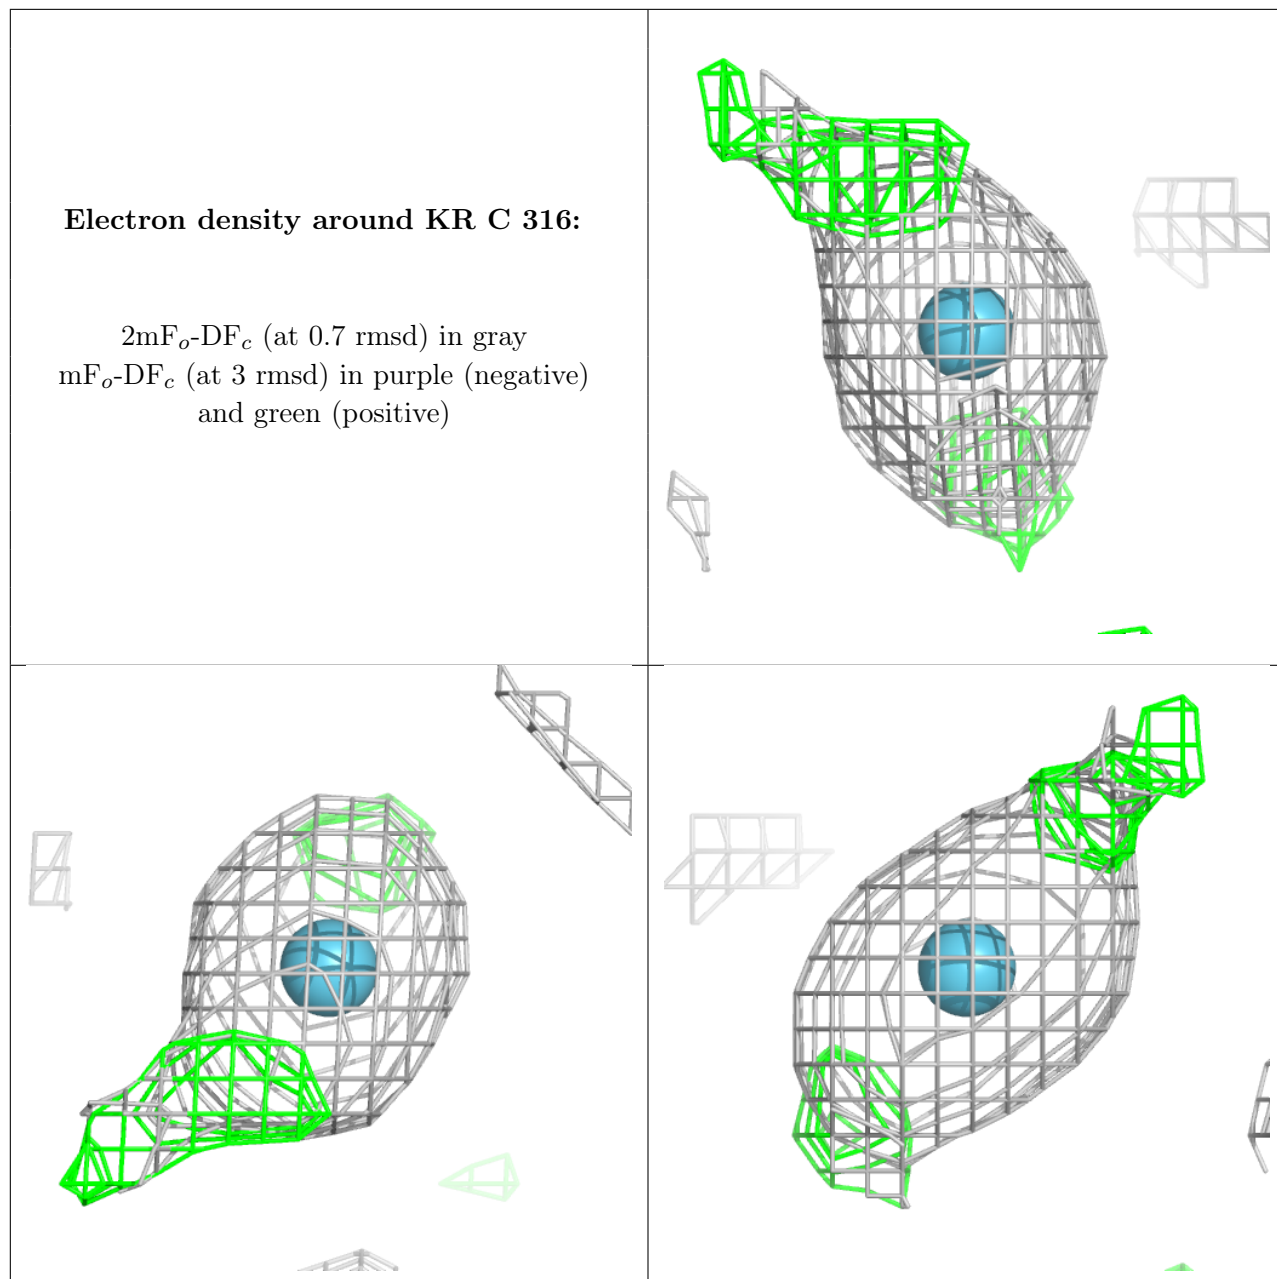 Electron density around KR C 316:
2mFo-DFc (at 0.7 rmsd) in gray
mFo-DFc (at 3 rmsd) in purple (negative)
and green (positive)